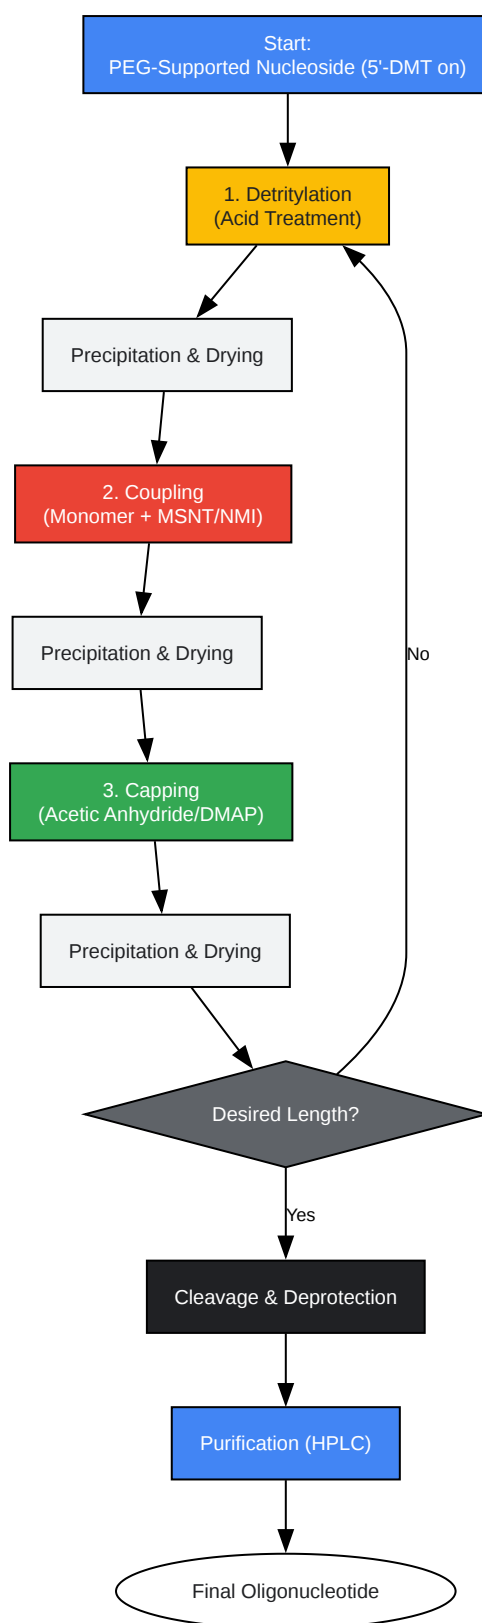 Start:
PEG-Supported Nucleoside (5'-DMT on)
1. Detritylation
(Acid Treatment)
Precipitation & Drying
2. Coupling
(Monomer + MSNT/NMI)
Precipitation & Drying
No
3. Capping
(Acetic Anhydride/DMAP)
Precipitation & Drying
Desired Length?
Yes
Cleavage & Deprotection
Purification (HPLC)
Final Oligonucleotide